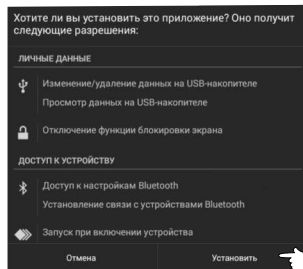 Хотите ли вы установить это приложение? Оно получит
следующие разрешения:
ЛИЧНЫЕ ДАННЫЕ
Изменение/удаление данных на USB-накопителе
Просмотр данных на USB-накопителе
Отключение функции блокировки экрана
ДОСТУП К УСТРОЙСТВУ
Доступ к настройкам Bluetooth
Установление связи с устройствами Bluetooth
Запуск при включении устройства
Отмена
Установить